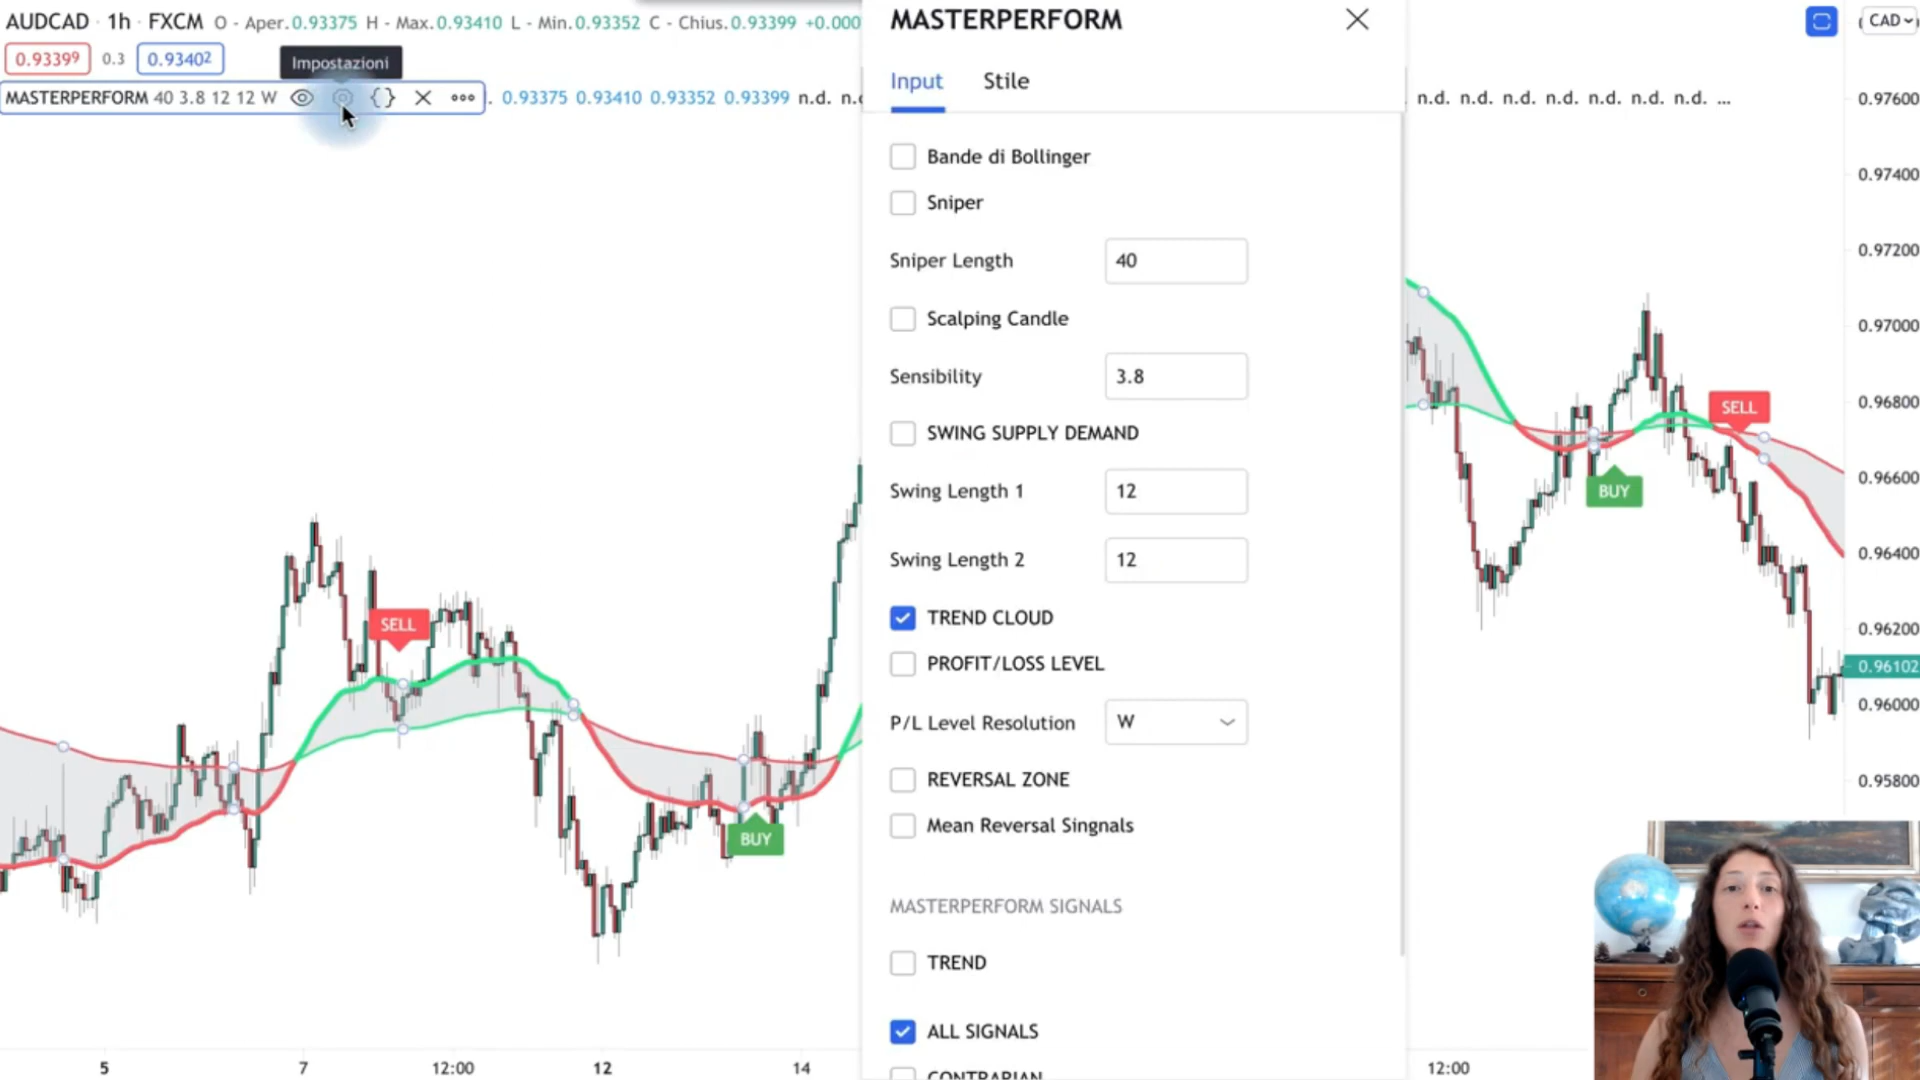 AUDCAD · 1h · FXCM O - Aper.0.93375 H - Max.0.93410 L - Min.0.93352 C - Chius.0.93399 +0.000
0.93399 0.3 0.93402
Impostazioni
MASTERPERFORM 40 3.8 12 12 W {} ••• . 0.93375 0.93410 0.93352 0.93399 n.d. n.d
MASTERPERFORM
Input Stile
Bande di Bollinger
Sniper
Sniper Length 40
Scalping Candle
Sensibility 3.8
SWING SUPPLY DEMAND
Swing Length 1 12
Swing Length 2 12
TREND CLOUD
PROFIT/LOSS LEVEL
P/L Level Resolution W
REVERSAL ZONE
Mean Reversal Singnals
MASTERPERFORM SIGNALS
TREND
ALL SIGNALS
CONTRARIAN
CAD
. n.d. n.d. n.d. n.d. n.d. n.d. n.d. ...
0.97600
0.97400
0.97200
0.97000
0.96800
0.96600
0.96400
0.96200
0.96102
0.96000
0.95800
SELL
BUY
BUY
SELL
5 7 12:00 12 14 12:00